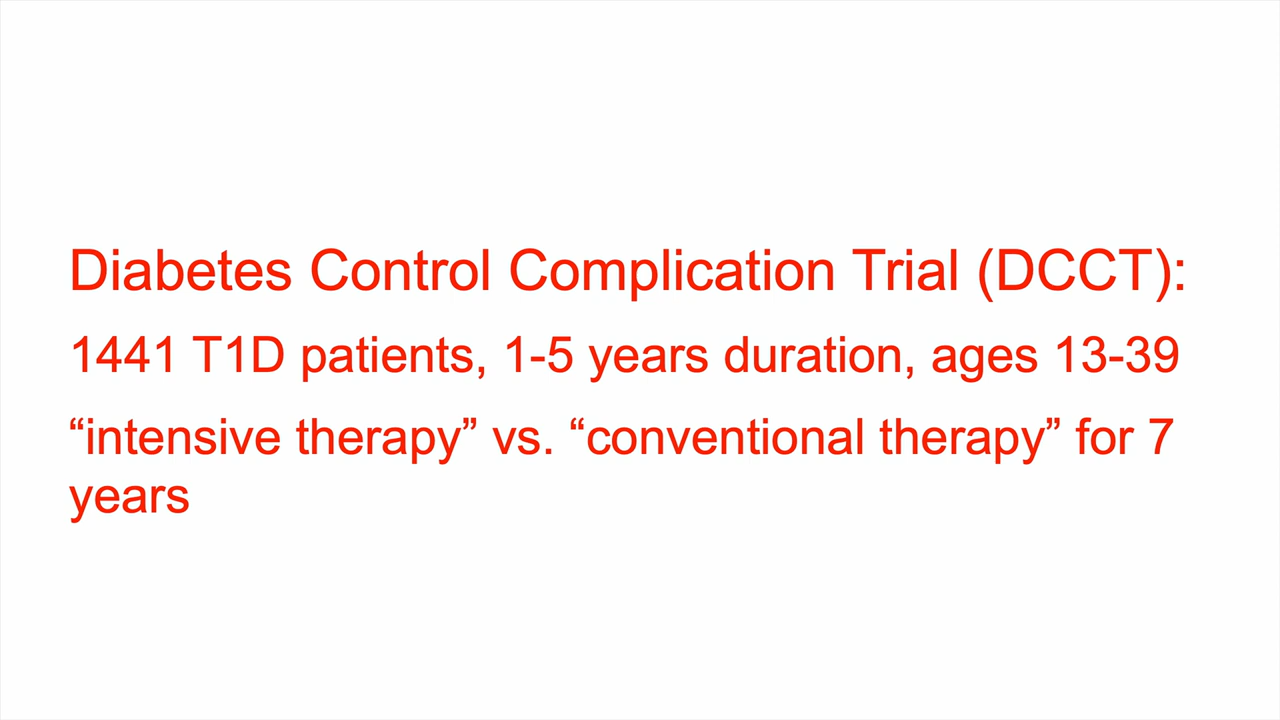 Diabetes Control Complication Trial (DCCT):
1441 T1D patients, 1-5 years duration, ages 13-39
“intensive therapy” vs. “conventional therapy” for 7
years